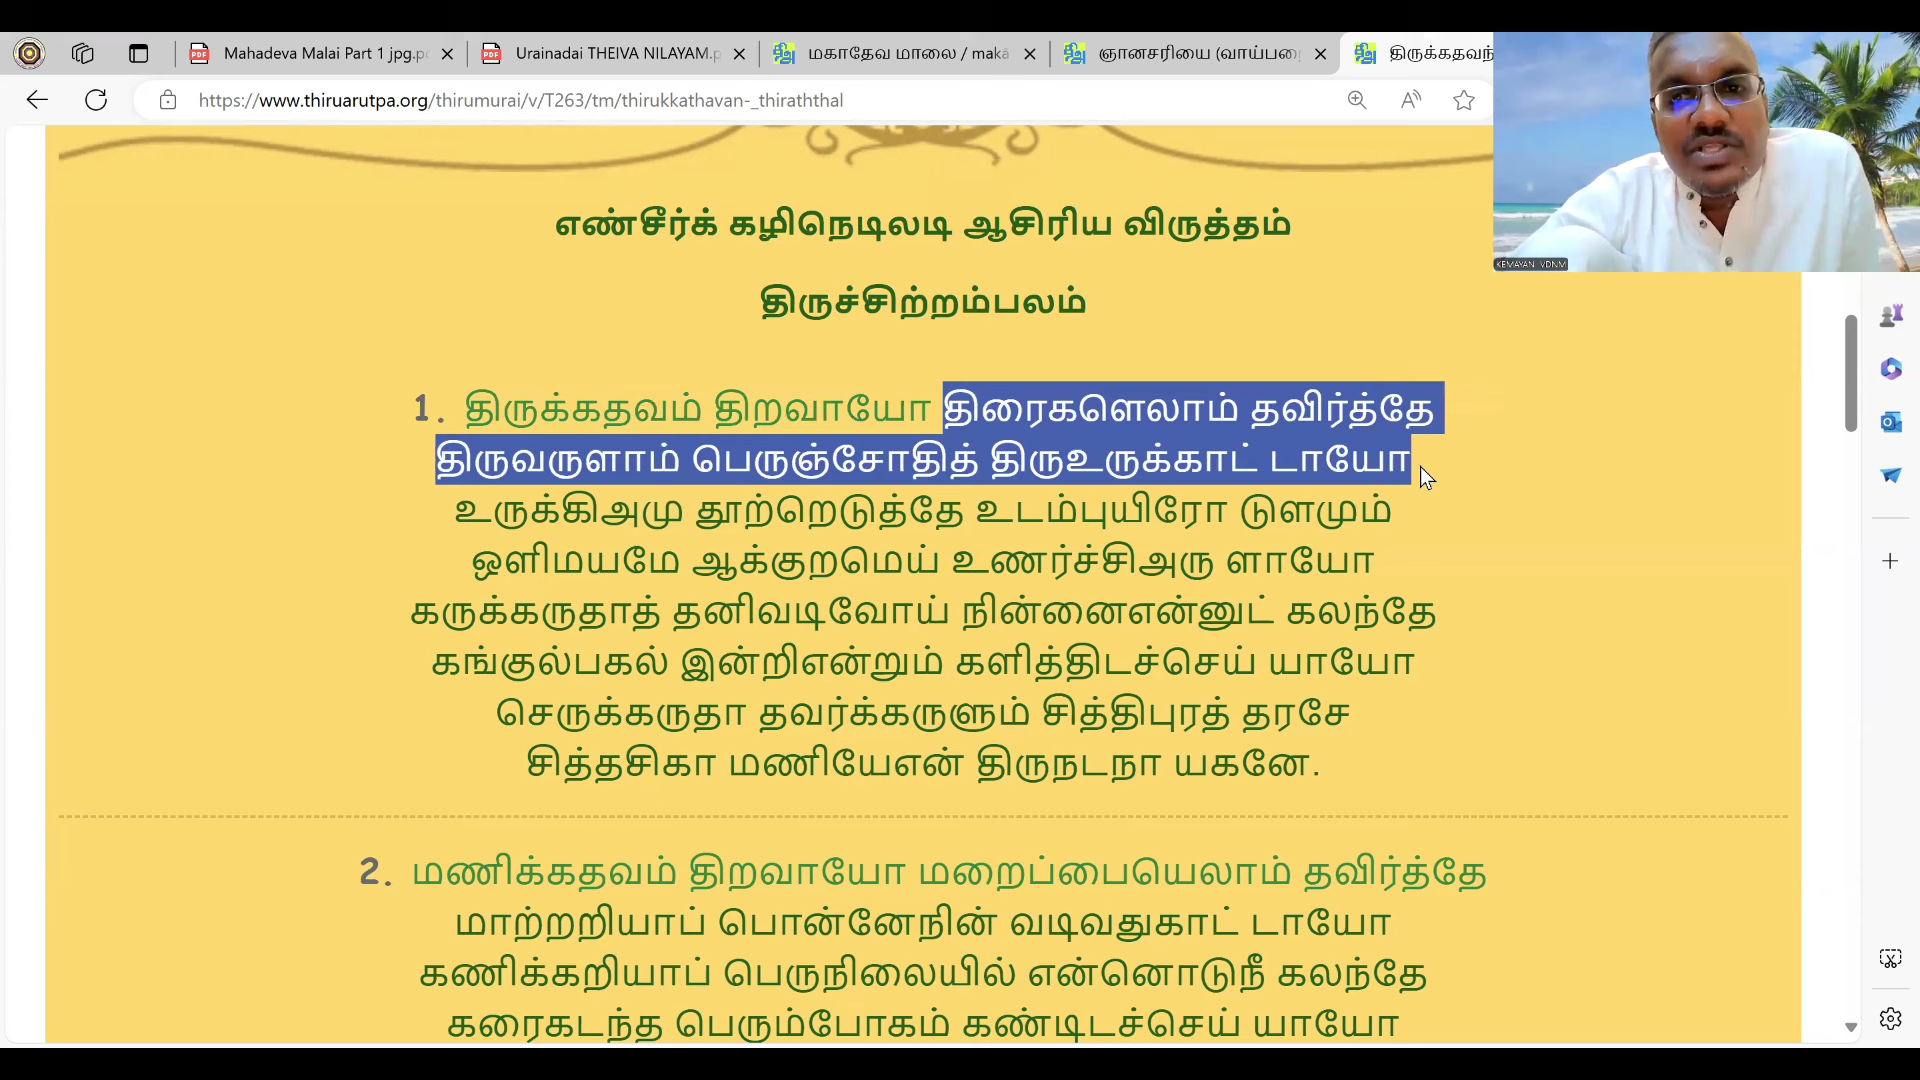 Mahadeva Malai Part 1 jpg.p
Urainadai THEIVA NILAYAM.p
மகாதேவ மாலை / makā
ஞானசரியை (வாய்பறை
திருக்கதவந்
https://www.thiruarutpa.org/thirumurai/v/T263/tm/thirukkathavan-_thiraththal
KEMAYAN_VDNM
எண்சீர்க் கழிநெடிலடி ஆசிரிய விருத்தம்
திருச்சிற்றம்பலம்
1. திருக்கதவம் திறவாயோ திரைகளெலாம் தவிர்த்தே
திருவருளாம் பெருஞ்சோதித் திருஉருக்காட் டாயோ
உருக்கிஅமு தூற்றெடுத்தே உடம்புயிரோ டுளமும்
ஒளிமயமே ஆக்குறமெய் உணர்ச்சிஅரு ளாயோ
கருக்கருதாத் தனிவடிவோய் நின்னைஎன்னுட் கலந்தே
கங்குல்பகல் இன்றிஎன்றும் களித்திடச்செய் யாயோ
செருக்கருதா தவர்க்கருளும் சித்திபுரத் தரசே
சித்தசிகா மணியேஎன் திருநடநா யகனே.
2. மணிக்கதவம் திறவாயோ மறைப்பையெலாம் தவிர்த்தே
மாற்றறியாப் பொன்னேநின் வடிவதுகாட் டாயோ
கணிக்கறியாப் பெருநிலையில் என்னொடுநீ கலந்தே
கரைகடந்த பெரும்போகம் கண்டிடச்செய் யாயோ